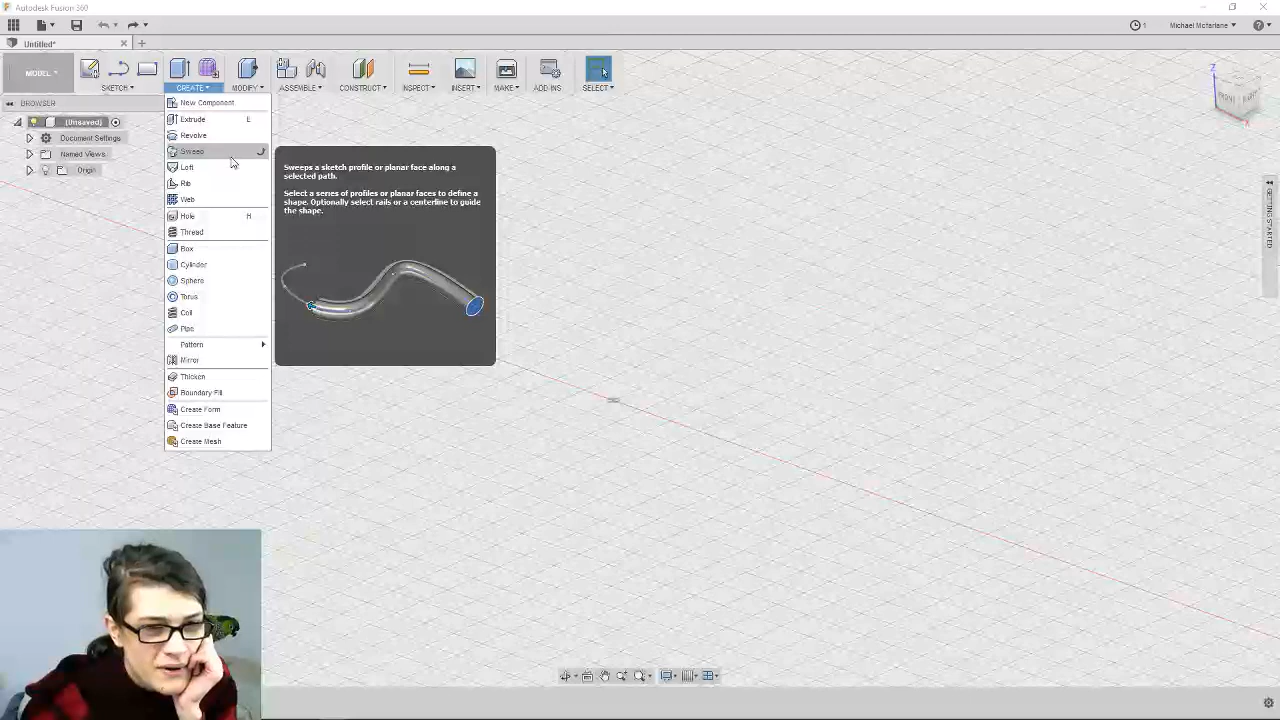 Autodesk Fusion 360
1
Michael McFarlane
Untitled*
MODEL
SKETCH
CREATE
MODIFY
ASSEMBLE
CONSTRUCT
INSPECT
INSERT
MAKE
ADD-INS
SELECT
BROWSER
(Unsaved)
Document Settings
Named Views
Origin
New Component
Extrude E
Revolve
Sweep
Loft
Rib
Web
Hole H
Thread
Box
Cylinder
Sphere
Torus
Coil
Pipe
Pattern
Mirror
Thicken
Boundary Fill
Create Form
Create Base Feature
Create Mesh
Sweeps a sketch profile or planar face along a
selected path.
Select a series of profiles or planar faces to define a
shape. Optionally select rails or a centerline to guide
the shape.
Z
X
GETTING STARTED